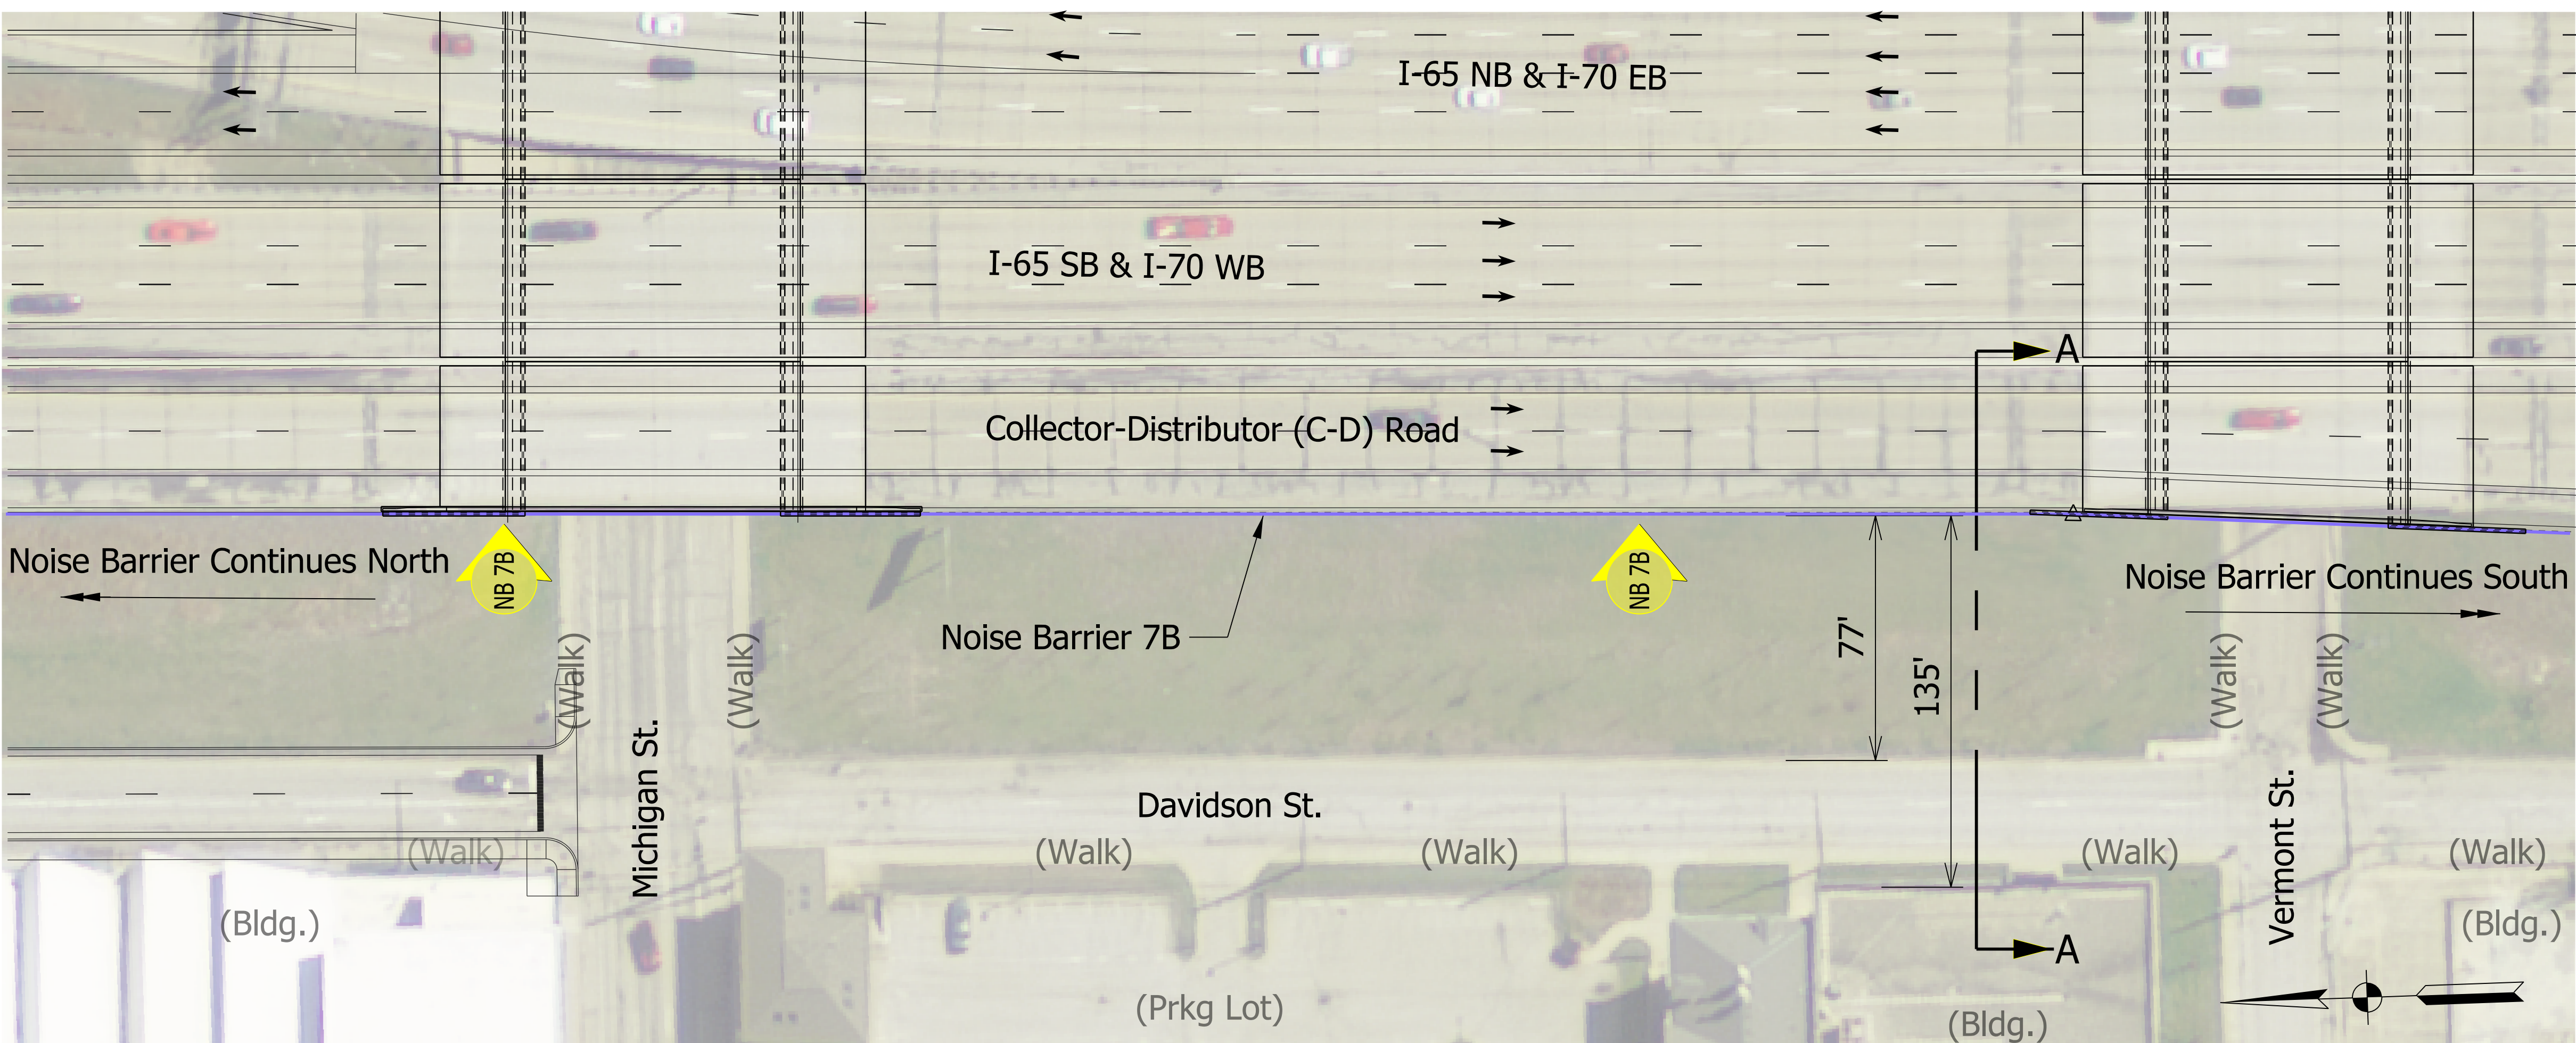 I-65 NB & I-70 EB
I-65 SB & I-70 WB
A
Collector-Distributor (C-D) Road
Noise Barrier Continues North
NB 7B
NB 7B
Noise Barrier Continues South
Noise Barrier 7B
77'
135'
(Walk)
(Walk)
(Walk)
(Walk)
Michigan St.
Davidson St.
Vermont St.
(Walk)
(Walk)
(Walk)
(Walk)
(Walk)
(Bldg.)
(Bldg.)
A
(Prkg Lot)
(Bldg.)